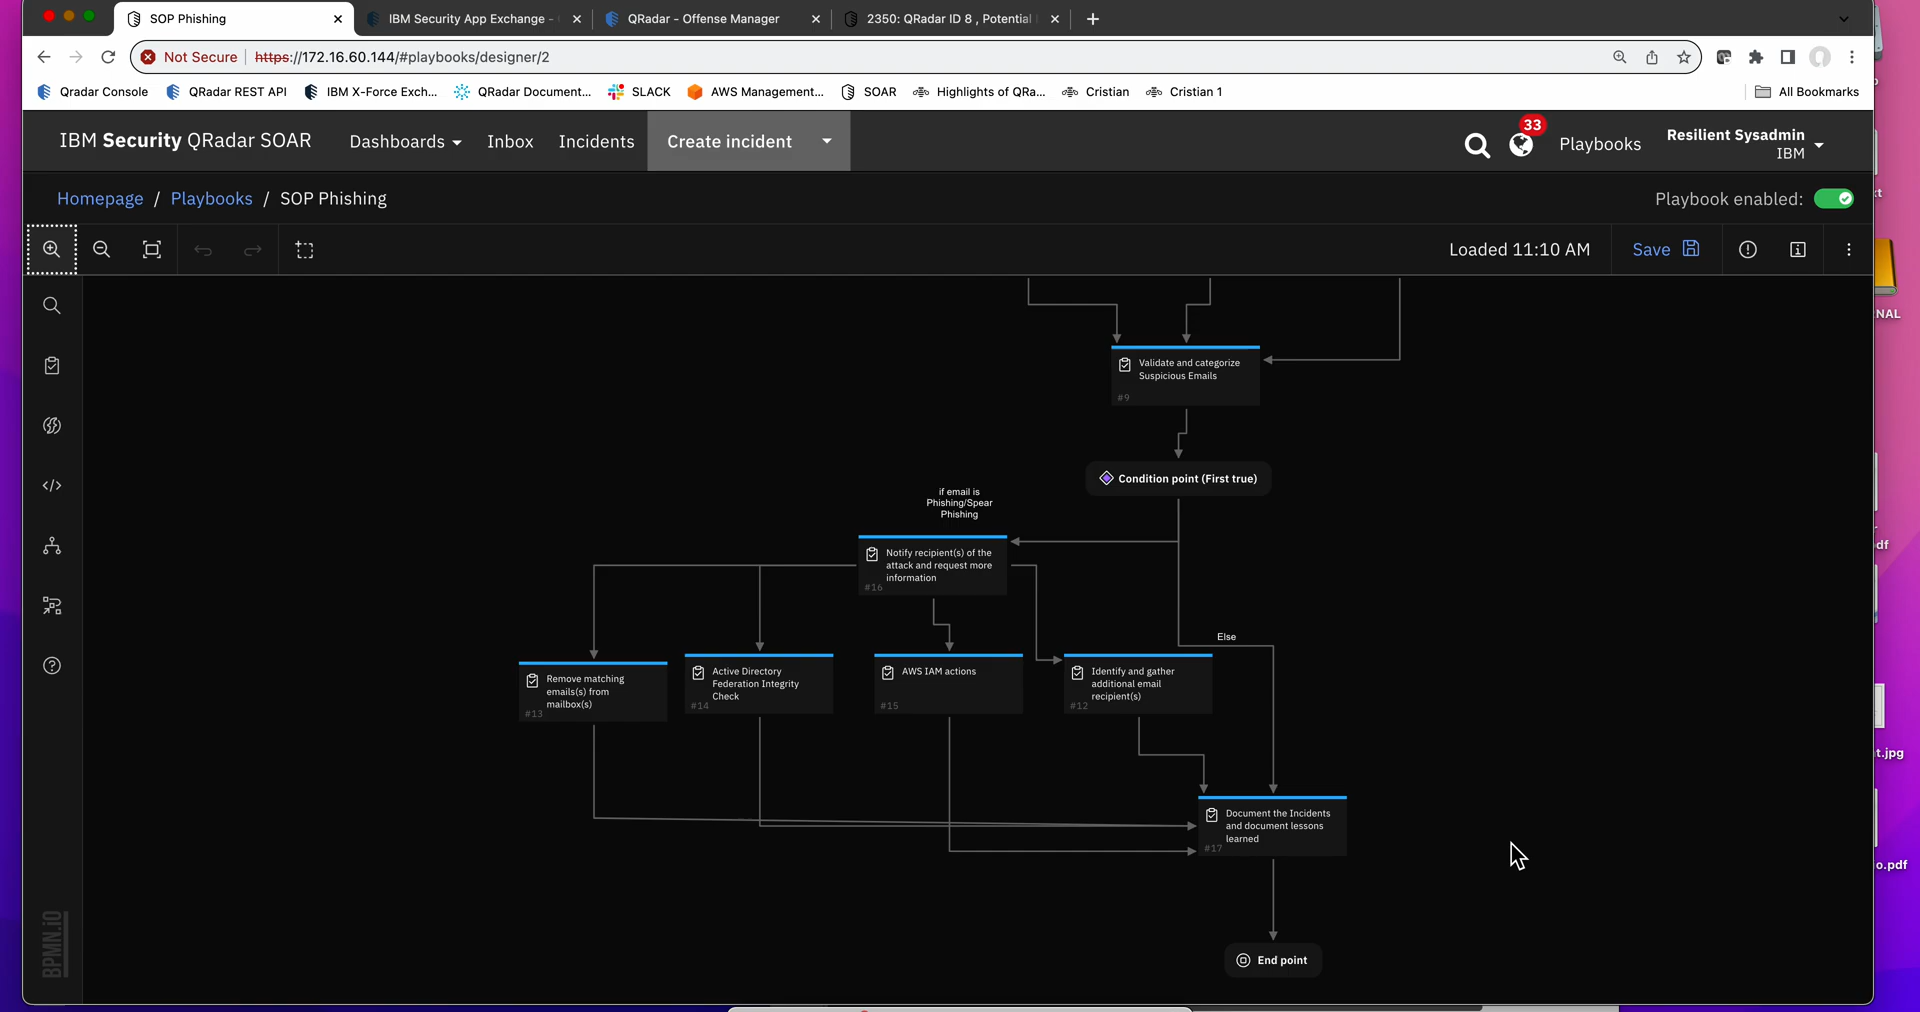 SOP Phishing
IBM Security App Exchange -
QRadar - Offense Manager
2350: QRadar ID 8 , Potential
Not Secure
https://172.16.60.144/#playbooks/designer/2
Qradar Console
QRadar REST API
IBM X-Force Exch...
QRadar Document...
SLACK
AWS Management...
SOAR
Highlights of QRa...
Cristian
Cristian 1
All Bookmarks
IBM Security QRadar SOAR
Dashboards
Inbox
Incidents
Create incident
33
Playbooks
Resilient Sysadmin
IBM
Homepage / Playbooks / SOP Phishing
Playbook enabled:
Loaded 11:10 AM
Save
Validate and categorize
Suspicious Emails
#9
Condition point (First true)
if email is
Phishing/Spear
Phishing
Notify recipient(s) of the
attack and request more
information
#16
Else
Remove matching
emails(s) from
mailbox(s)
#13
Active Directory
Federation Integrity
Check
#14
AWS IAM actions
#15
Identify and gather
additional email
recipient(s)
#12
Document the Incidents
and document lessons
learned
#17
End point
BPMN.iO
NAL
df
t.jpg
o.pdf